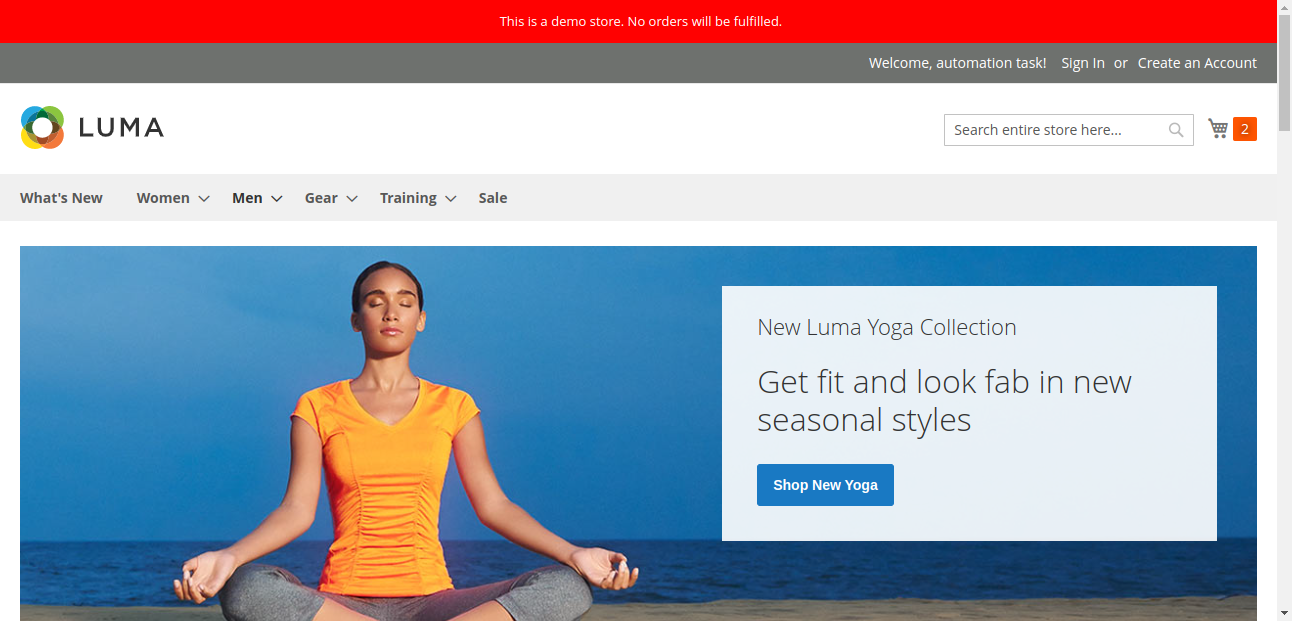 This is a demo store. No orders will be fulfilled.
Welcome, automation task! Sign In or Create an Account
LUMA
Search entire store here...
2
What's New Women Men Gear Training Sale
New Luma Yoga Collection
Get fit and look fab in new
seasonal styles
Shop New Yoga